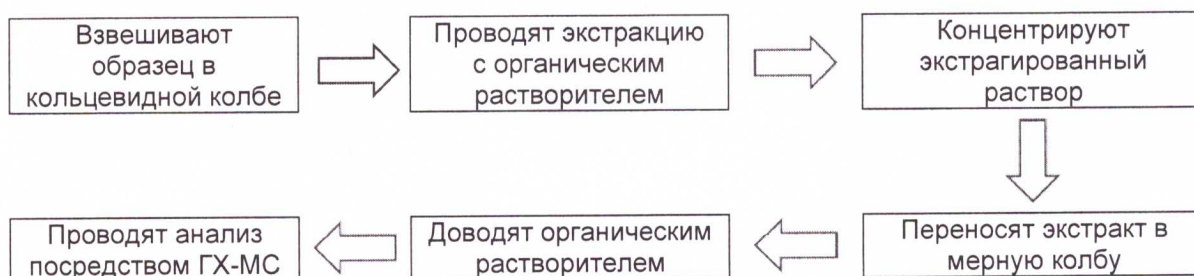 Взвешивают
образец в
кольцевидной колбе
Проводят экстракцию
с органическим
растворителем
Концентрируют
экстрагированный
раствор
Переносят экстракт в
мерную колбу
Доводят органическим
растворителем
Проводят анализ
посредством ГХ-МС